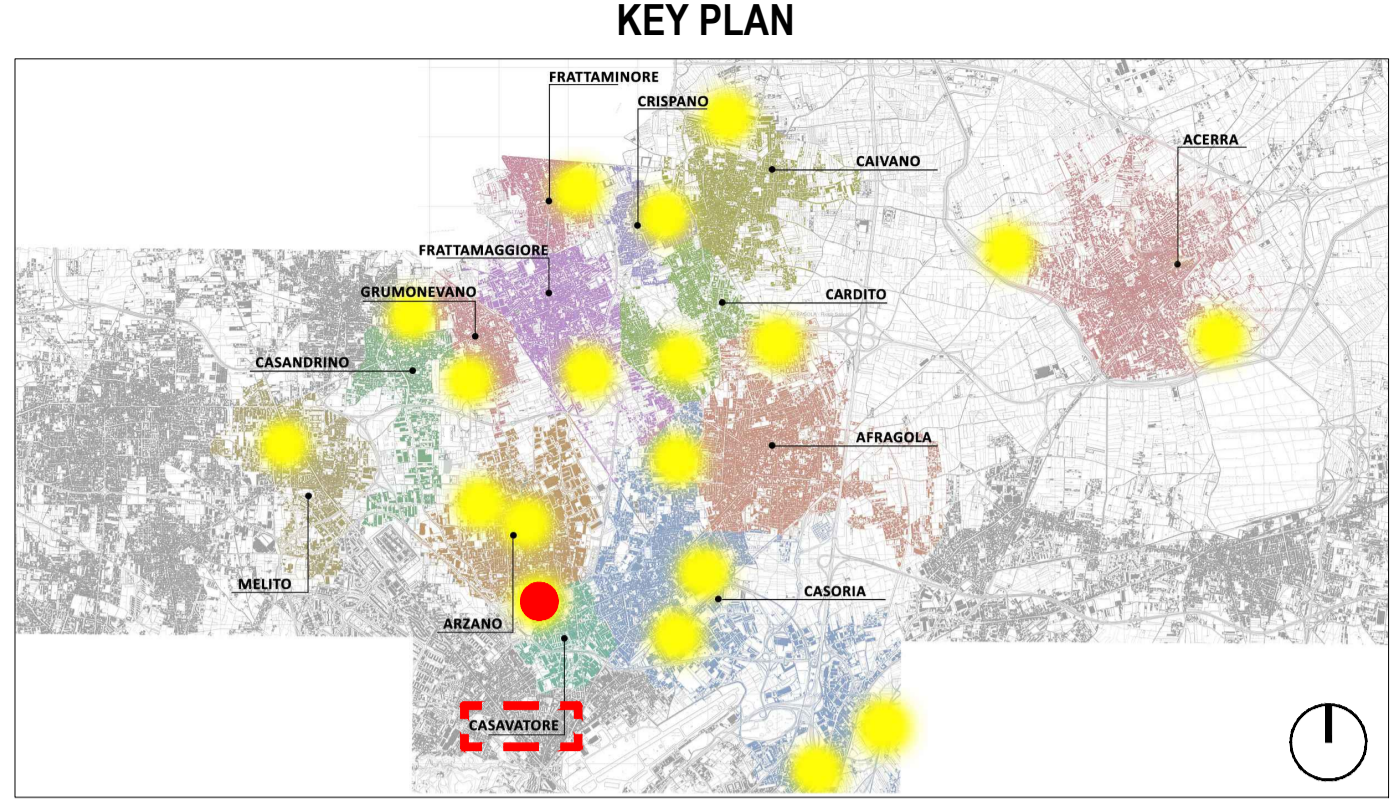 KEY PLAN
FRATTAMINORE
CRISPANO
ACERRA
CAIVANO
FRATTAMAGGIORE
GRUMONEVANO
CARDITO
CASANDRINO
AFRAGOLA
MELITO
CASORIA
ARZANO
CASAVATORE